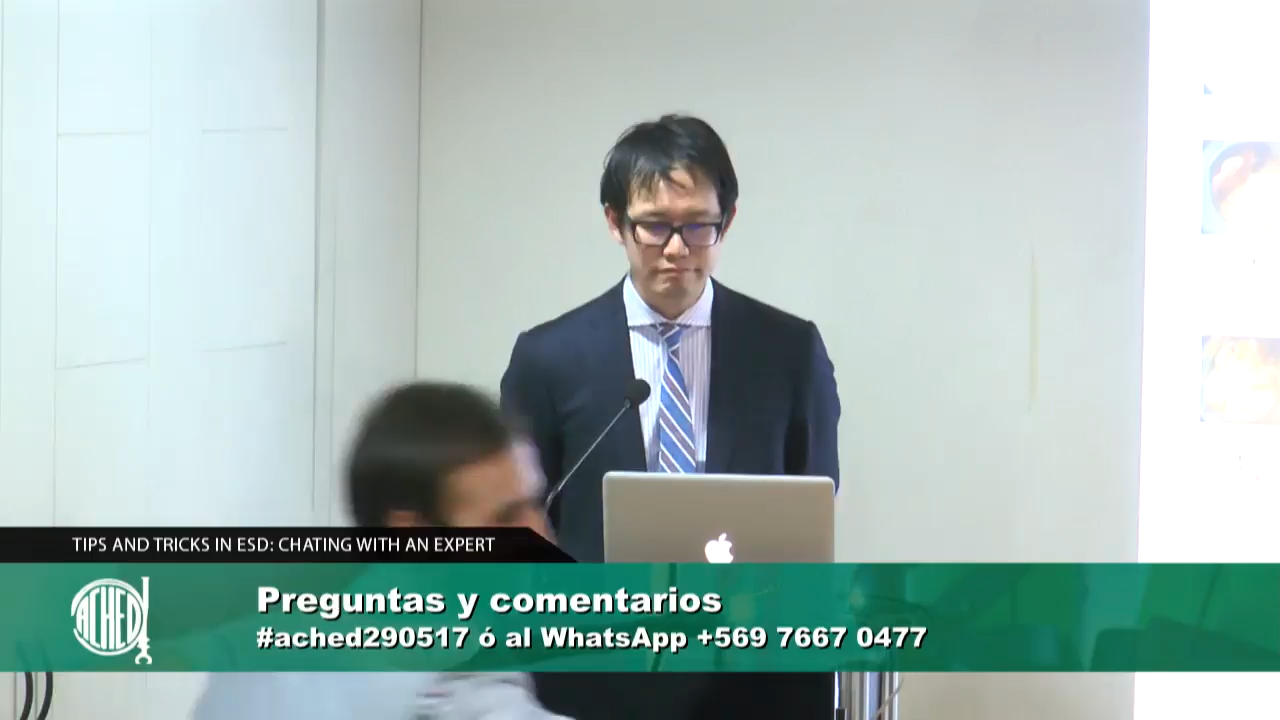 TIPS AND TRICKS IN ESD: CHATING WITH AN EXPERT
ACHED
Preguntas y comentarios
#ached290517 ó al WhatsApp +569 7667 0477